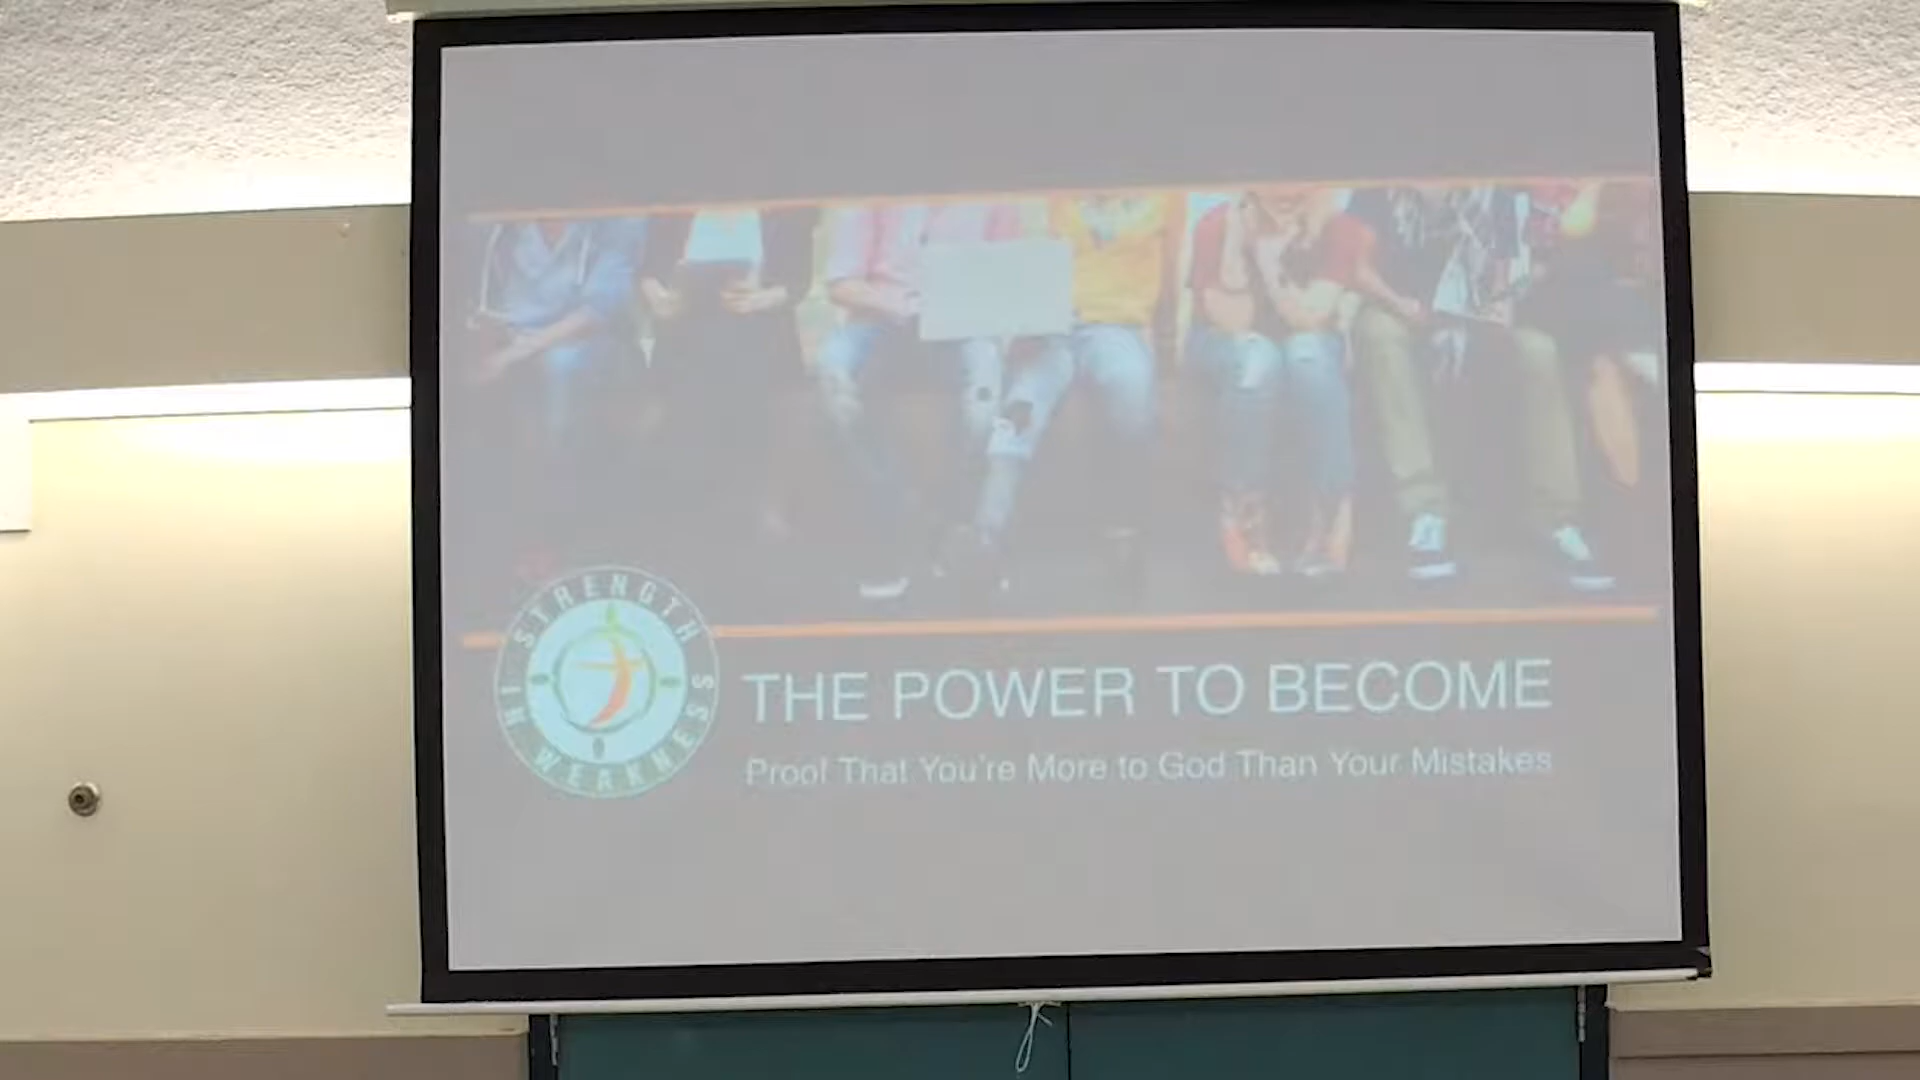 STRENGTH
IN WEAKNESS
THE POWER TO BECOME
Proof That You're More to God Than Your Mistakes